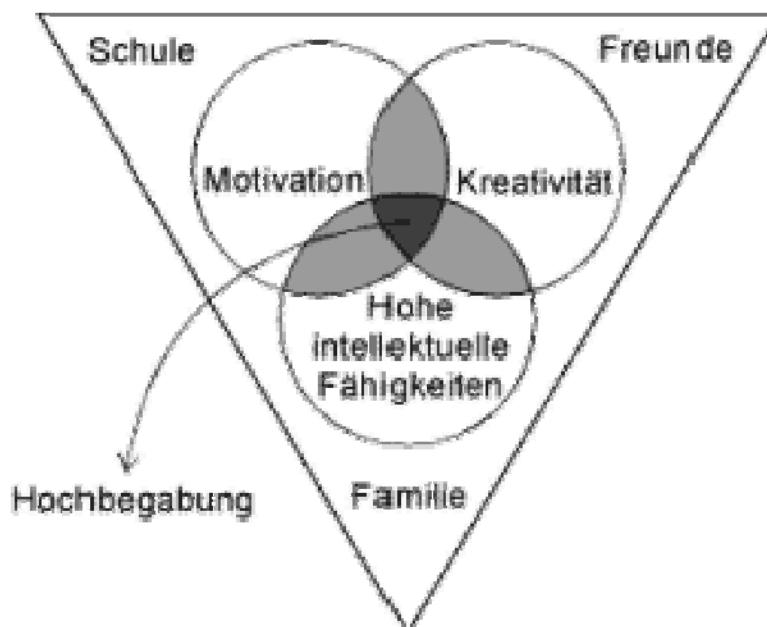 Schule
Freunde
Motivation
Kreativität
Hohe
intellektuelle
Fähigkeiten
Hochbegabung
Familie